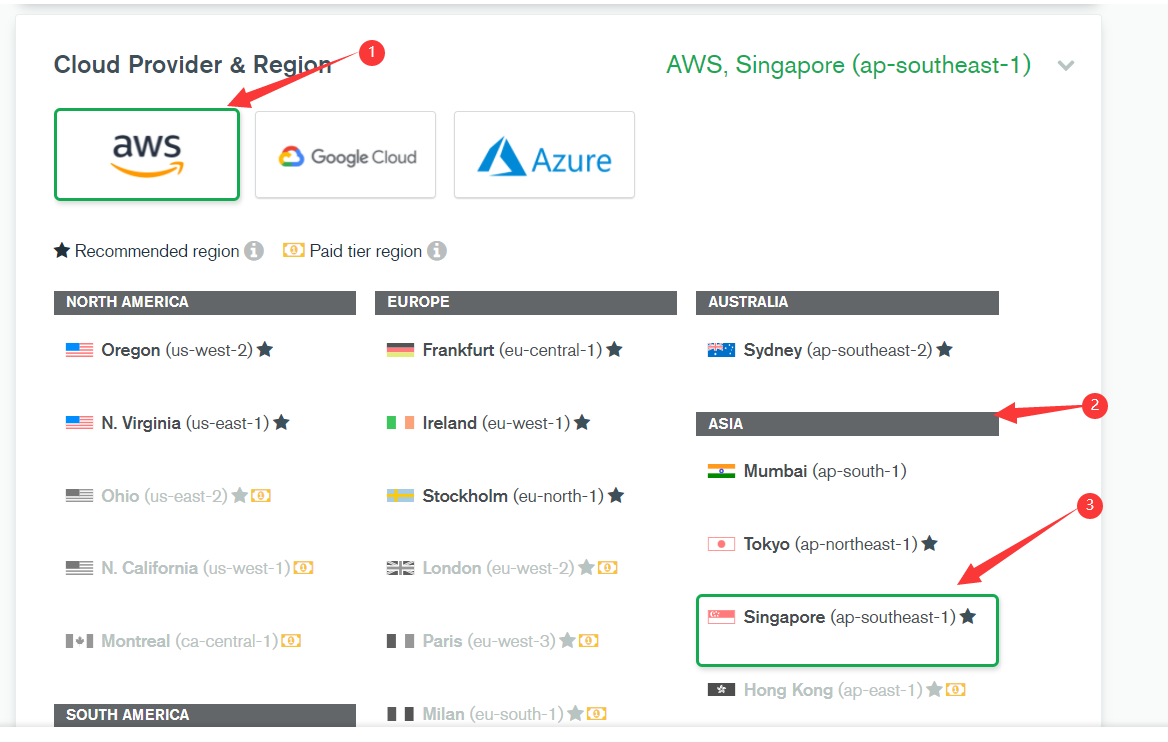 Cloud Provider & Region
1
AWS, Singapore (ap-southeast-1)
aws
Google Cloud
Azure
Recommended region
Paid tier region
NORTH AMERICA
Oregon (us-west-2)
N. Virginia (us-east-1)
Ohio (us-east-2)
N. California (us-west-1)
Montreal (ca-central-1)
SOUTH AMERICA
EUROPE
Frankfurt (eu-central-1)
Ireland (eu-west-1)
Stockholm (eu-north-1)
London (eu-west-2)
Paris (eu-west-3)
Milan (eu-south-1)
AUSTRALIA
Sydney (ap-southeast-2)
2
ASIA
Mumbai (ap-south-1)
3
Tokyo (ap-northeast-1)
Singapore (ap-southeast-1)
Hong Kong (ap-east-1)